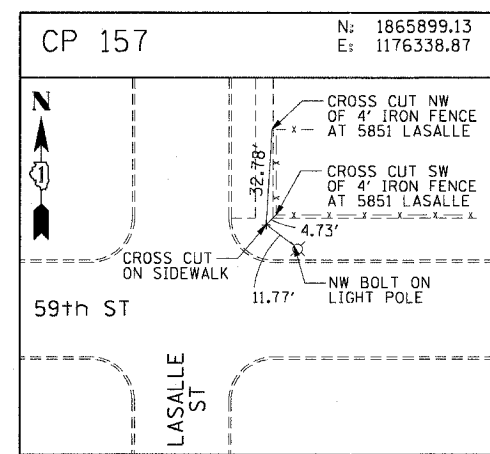 CP 157
N: 1865899.13
E: 1176338.87
N
1
CROSS CUT NW
OF 4' IRON FENCE
AT 5851 LASALLE
32.78'
CROSS CUT SW
OF 4' IRON FENCE
AT 5851 LASALLE
4.73'
CROSS CUT
ON SIDEWALK
11.77'
NW BOLT ON
LIGHT POLE
59th ST
LASALLE
ST